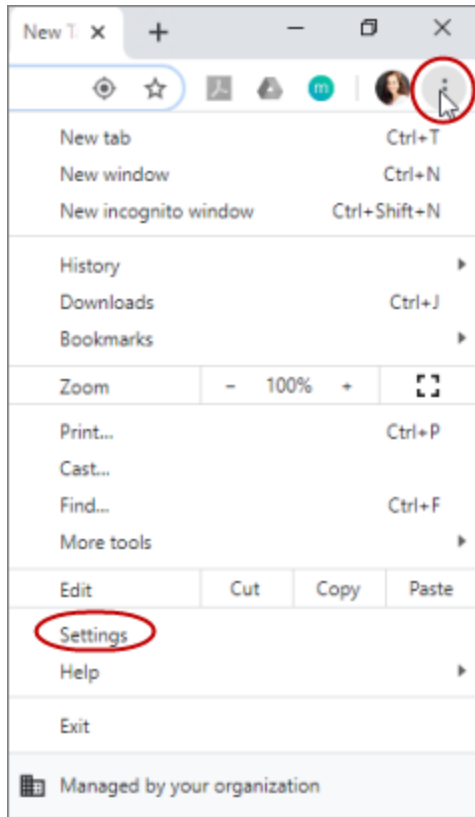 New T
New tab Ctrl+T
New window Ctrl+N
New incognito window Ctrl+Shift+N
History
Downloads Ctrl+J
Bookmarks
Zoom - 100% +
Print... Ctrl+P
Cast...
Find... Ctrl+F
More tools
Edit Cut Copy Paste
Settings
Help
Exit
Managed by your organization